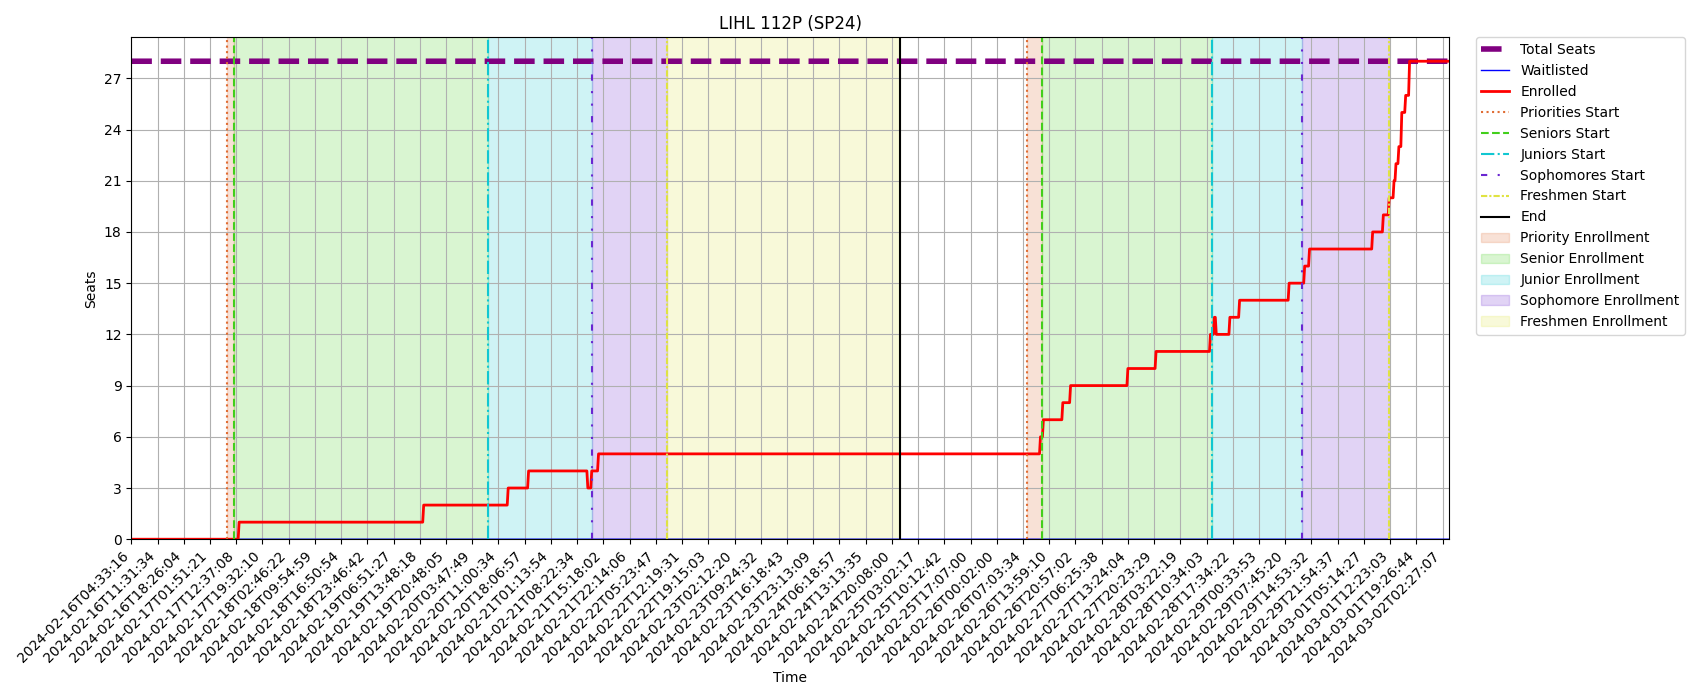 LIHL 112P (SP24)
Seats
27
24
21
18
15
12
9
6
3
0
2024-02-16T04:33:16
2024-02-16T11:31:34
2024-02-16T18:26:04
2024-02-17T01:51:21
2024-02-17T12:37:08
2024-02-17T19:32:10
2024-02-18T02:46:22
2024-02-18T09:54:59
2024-02-18T16:50:54
2024-02-18T23:46:42
2024-02-19T06:51:27
2024-02-19T13:48:18
2024-02-19T20:48:05
2024-02-20T03:47:49
2024-02-20T11:00:34
2024-02-20T18:06:57
2024-02-21T01:13:54
2024-02-21T08:22:34
2024-02-21T15:18:02
2024-02-21T22:14:06
2024-02-22T05:23:47
2024-02-22T12:19:31
2024-02-22T19:15:03
2024-02-23T02:12:20
2024-02-23T09:24:32
2024-02-23T16:18:43
2024-02-23T23:13:09
2024-02-24T06:18:57
2024-02-24T13:13:35
2024-02-24T20:08:00
2024-02-25T03:02:17
2024-02-25T10:12:42
2024-02-25T17:07:00
2024-02-26T00:02:00
2024-02-26T07:03:34
2024-02-26T13:59:10
2024-02-26T20:57:02
2024-02-27T06:25:38
2024-02-27T13:24:04
2024-02-27T20:23:29
2024-02-28T03:22:19
2024-02-28T10:34:03
2024-02-28T17:34:22
2024-02-29T00:33:53
2024-02-29T07:45:20
2024-02-29T14:53:32
2024-02-29T21:54:37
2024-03-01T05:14:27
2024-03-01T12:23:03
2024-03-01T19:26:44
2024-03-02T02:27:07
Time
Total Seats
Waitlisted
Enrolled
Priorities Start
Seniors Start
Juniors Start
Sophomores Start
Freshmen Start
End
Priority Enrollment
Senior Enrollment
Junior Enrollment
Sophomore Enrollment
Freshmen Enrollment